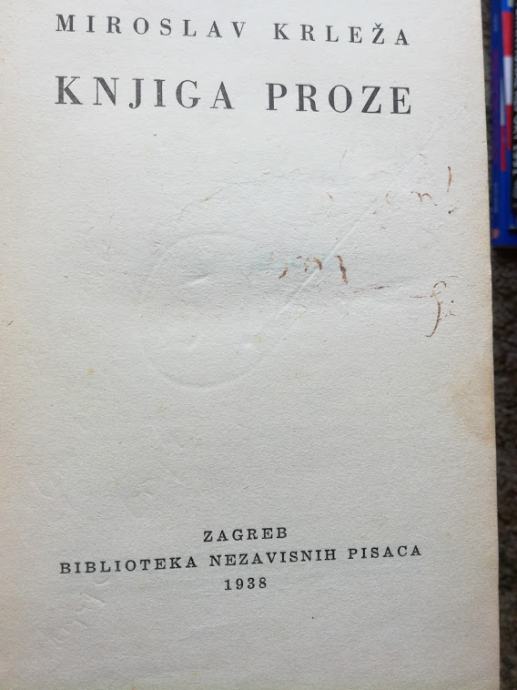 MIROSLAV KRLEŽA
KNJIGA PROZE
ZAGREB
BIBLIOTEKA NEZAVISNIH PISACA
1938